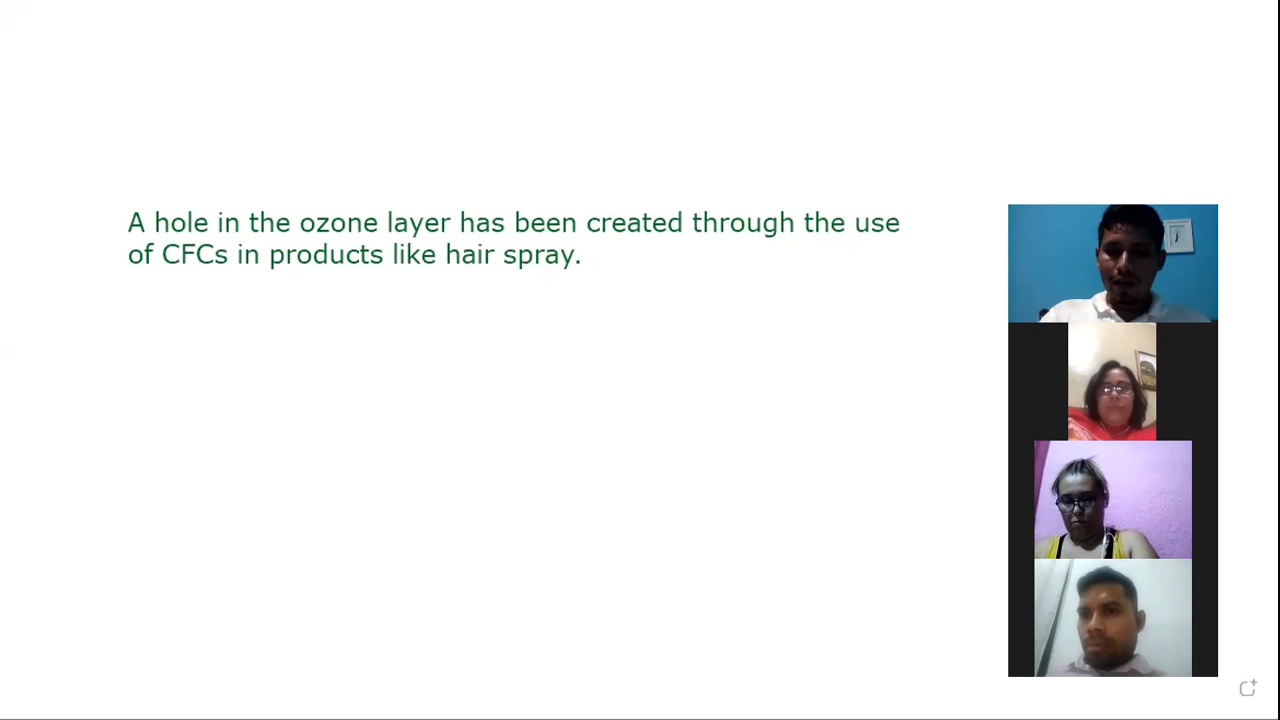 A hole in the ozone layer has been created through the use
of CFCs in products like hair spray.